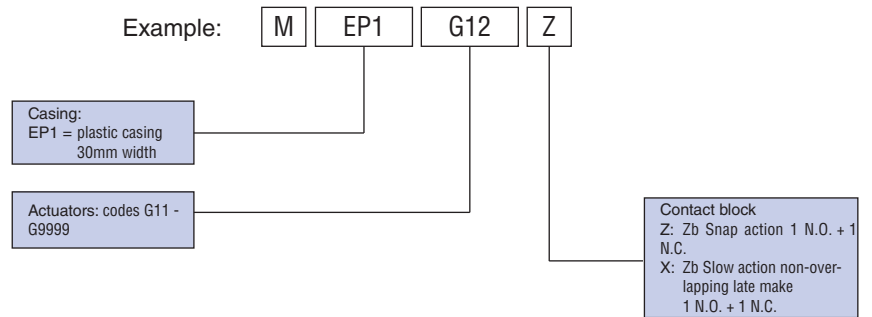 Example: M EP1 G12 Z
Casing:
EP1 = plastic casing
30mm width
Actuators: codes G11 -
G9999
Contact block
Z: Zb Snap action 1 N.O. + 1
N.C.
X: Zb Slow action non-over-
lapping late make
1 N.O. + 1 N.C.